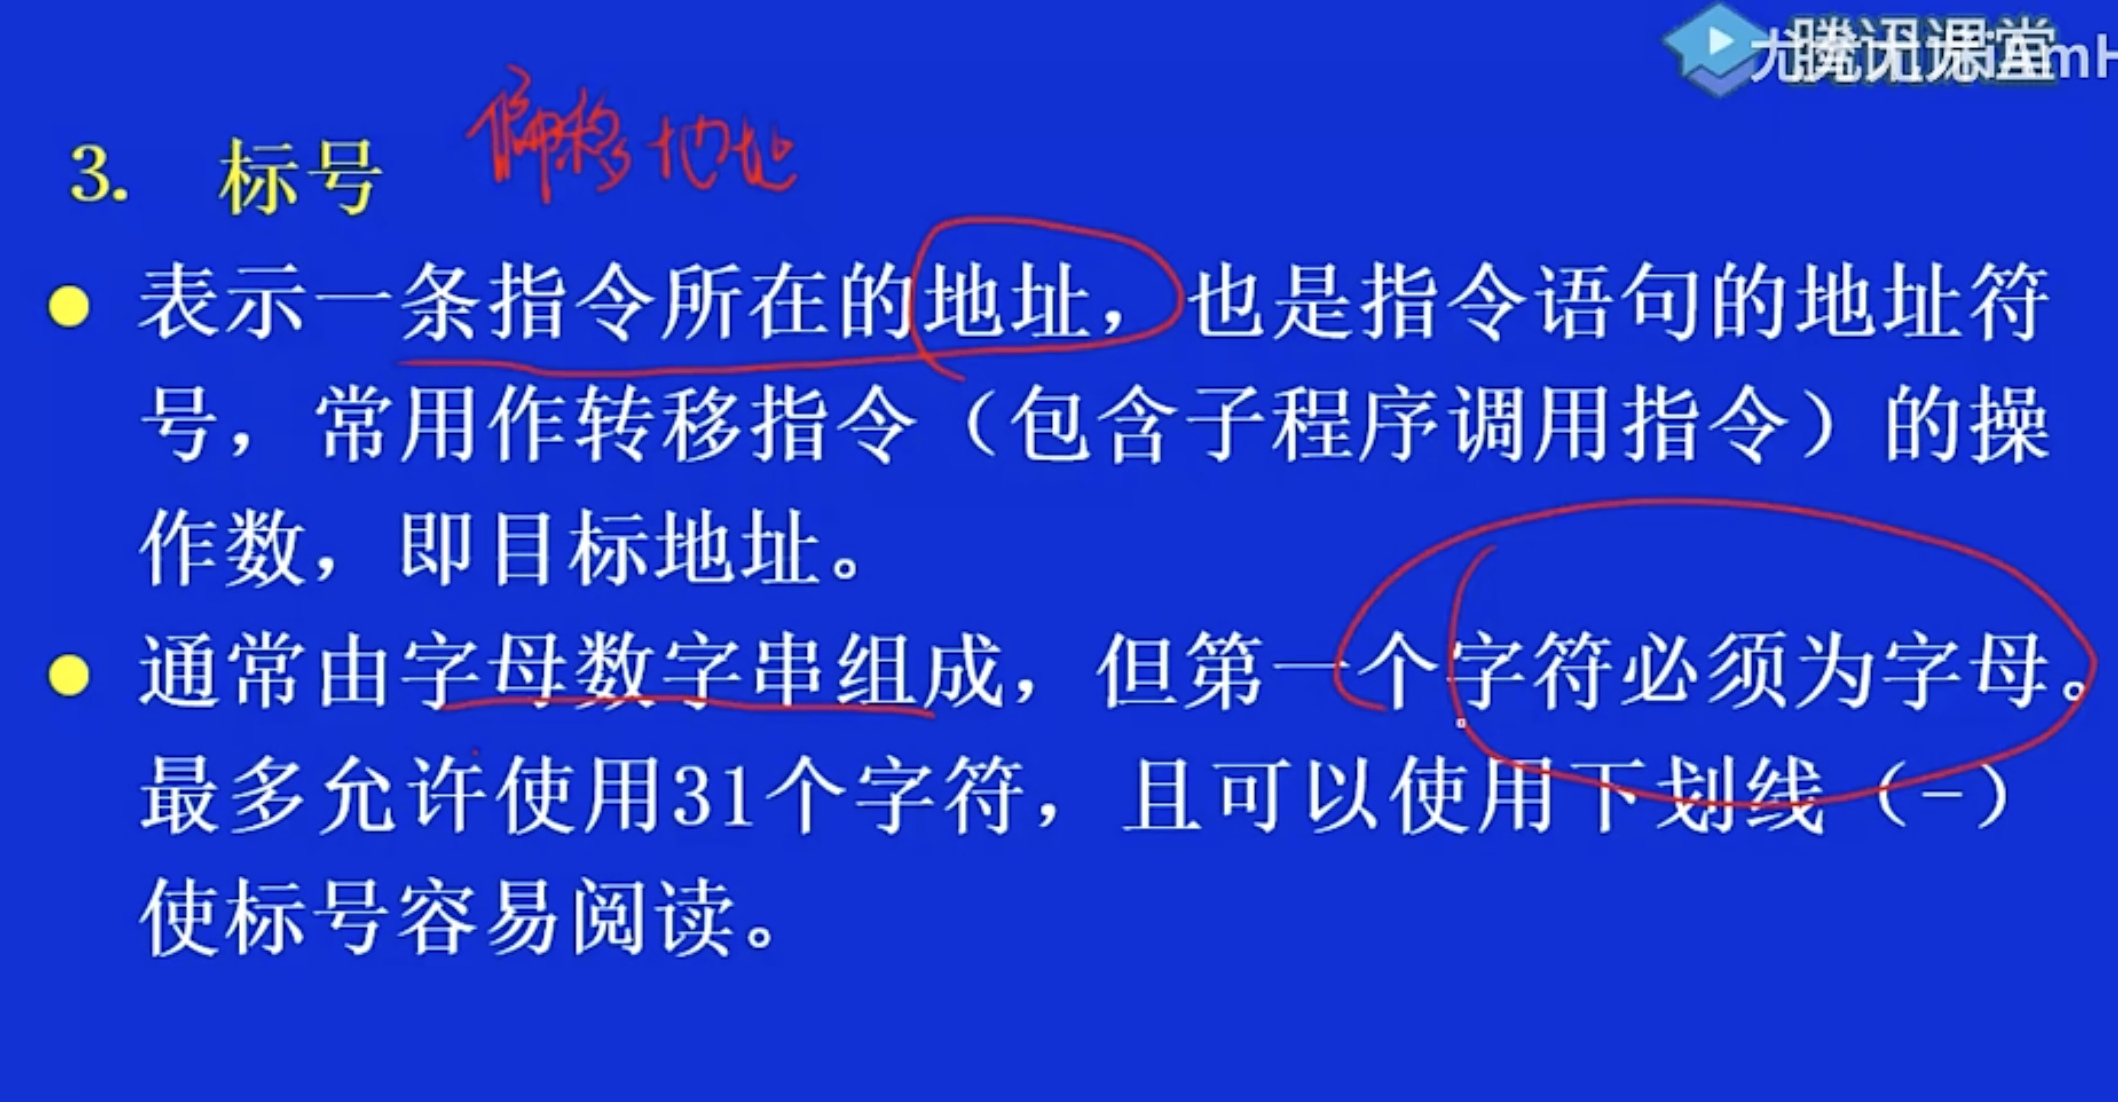 腾讯课堂
3. 标号
偏移地址
表示一条指令所在的地址，也是指令语句的地址符
号，常用作转移指令（包含子程序调用指令）的操
作数，即目标地址。
通常由字母数字串组成，但第一个字符必须为字母。
最多允许使用31个字符，且可以使用下划线（-）
使标号容易阅读。